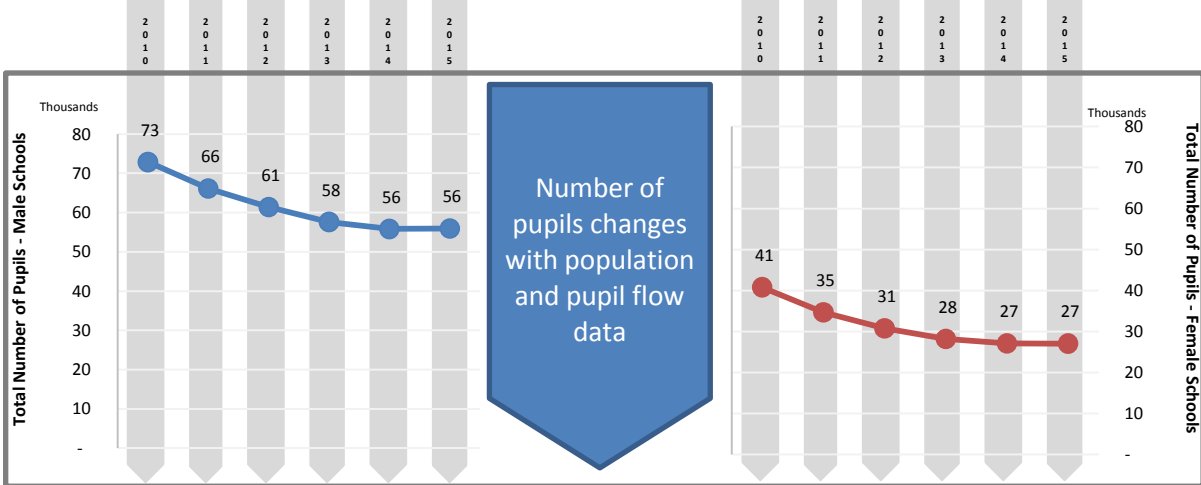 2010 2011 2012 2013 2014 2015
2010 2011 2012 2013 2014 2015
Total Number of Pupils - Male Schools
Thousands
80
70
60
50
40
30
20
10
-
73
66
61
58
56
56
Number of
pupils changes
with population
and pupil flow
data
41
35
31
28
27
27
Thousands
80
70
60
50
40
30
20
10
-
Total Number of Pupils - Female Schools